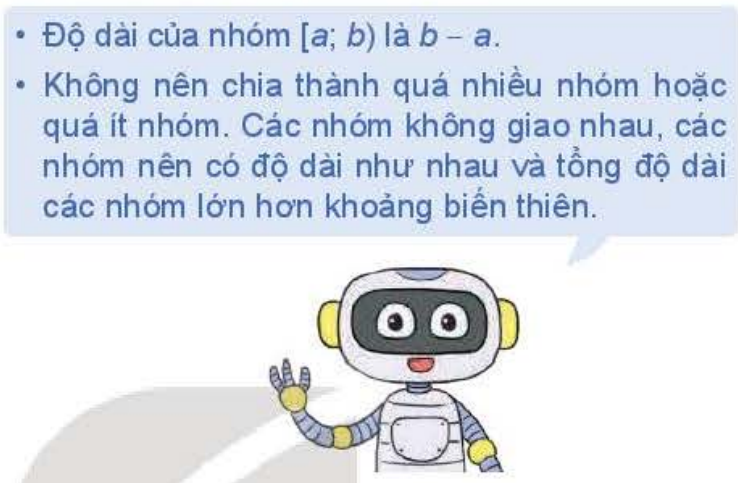 • Độ dài của nhóm [a; b) là b – a.
• Không nên chia thành quá nhiều nhóm hoặc
quá ít nhóm. Các nhóm không giao nhau, các
nhóm nên có độ dài như nhau và tổng độ dài
các nhóm lớn hơn khoảng biến thiên.